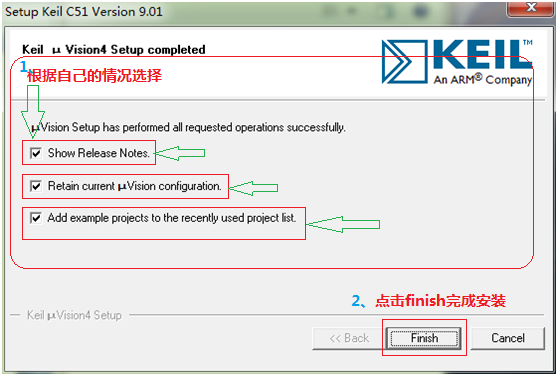 Setup Keil C51 Version 9.01
Keil μVision4 Setup completed
KEIL™
An ARM® Company
1、
根据自己的情况选择
μVision Setup has performed all requested operations successfully.
Show Release Notes.
Retain current μVision configuration.
Add example projects to the recently used project list.
2、点击finish完成安装
Keil μVision4 Setup
<< Back
Finish
Cancel